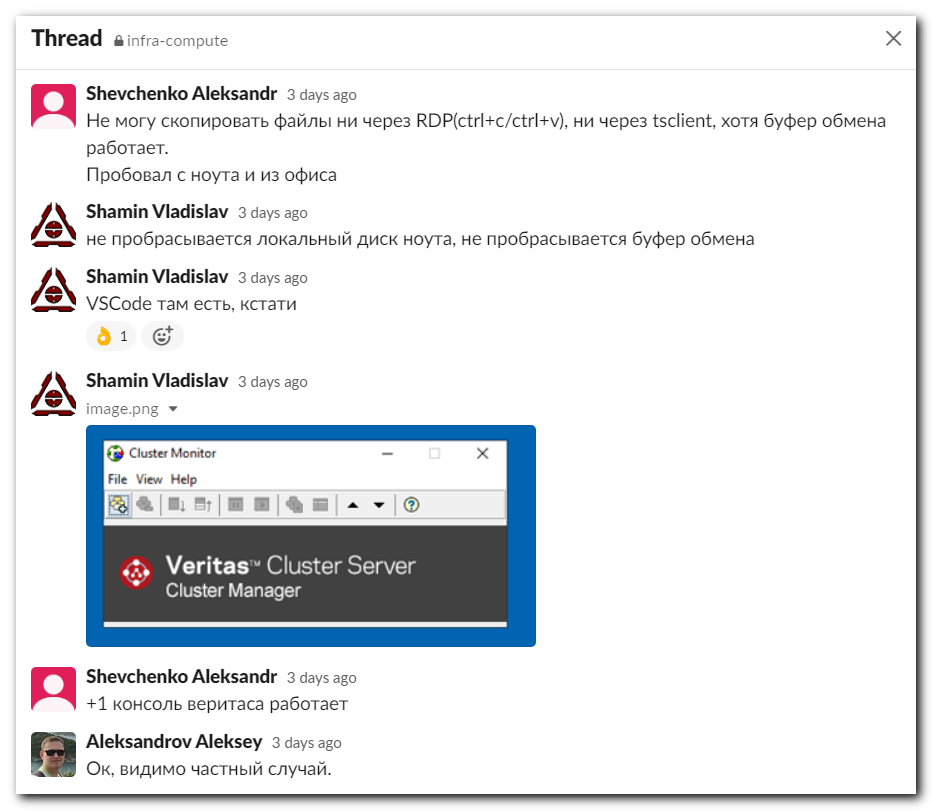 Thread infra-compute
Shevchenko Aleksandr 3 days ago
Не могу скопировать файлы ни через RDP(ctrl+c/ctrl+v), ни через tsclient, хотя буфер обмена
работает.
Пробовал с ноута и из офиса
Shamin Vladislav 3 days ago
не пробрасывается локальный диск ноута, не пробрасывается буфер обмена
Shamin Vladislav 3 days ago
VSCode там есть, кстати
1
Shamin Vladislav 3 days ago
image.png
Cluster Monitor
File View Help
Veritas™ Cluster Server
Cluster Manager
Shevchenko Aleksandr 3 days ago
+1 консоль веритаса работает
Aleksandrov Aleksey 3 days ago
Ок, видимо частный случай.